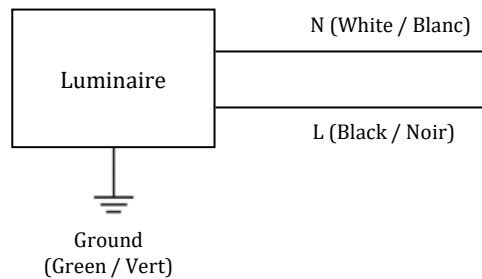 N (White / Blanc)
Luminaire
L (Black / Noir)
Ground
(Green / Vert)